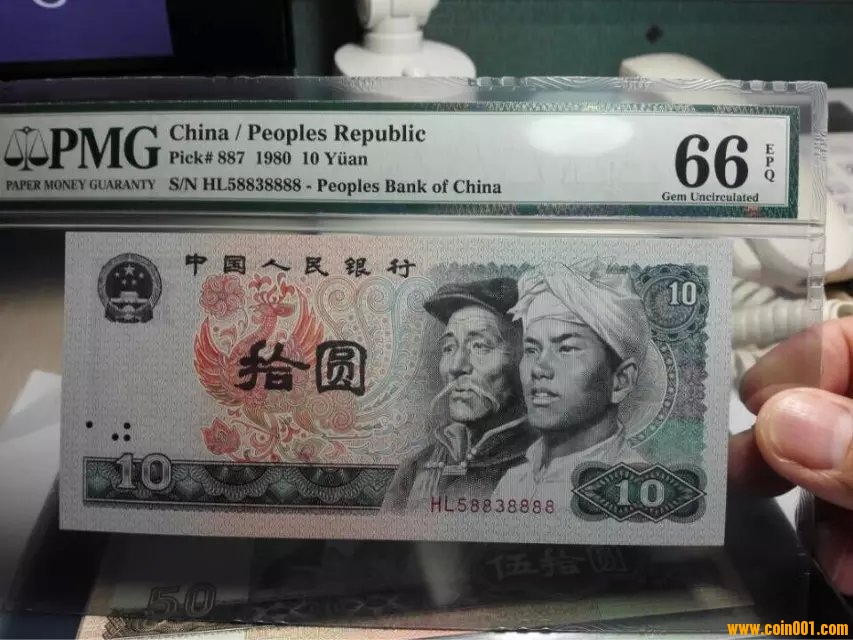 PMG
PAPER MONEY GUARANTY
China / Peoples Republic
Pick# 887 1980 10 Yüan
S/N HL58838888 - Peoples Bank of China
66
EPQ
Gem Uncirculated
中国人民银行
10
拾圆
10
HL58838888
10
50
伍拾圆
www.coin001.com